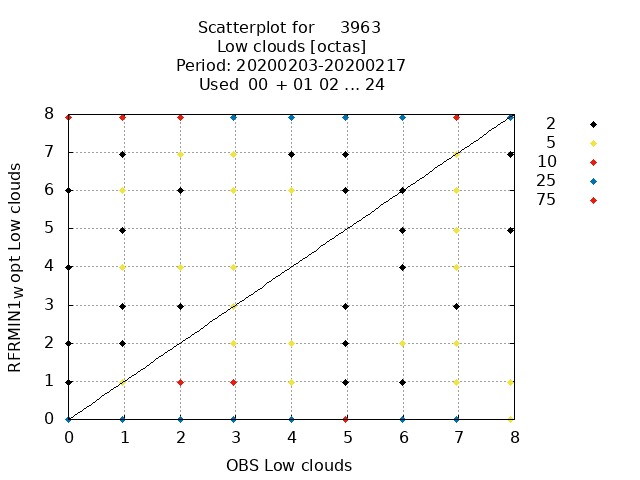 Scatterplot for 3963
Low clouds [octas]
Period: 20200203-20200217
Used 00 + 01 02 ... 24
8
7
6
5
4
3
2
1
0
0 1 2 3 4 5 6 7 8
RFRMIN1w opt Low clouds
OBS Low clouds
2
5
10
25
75